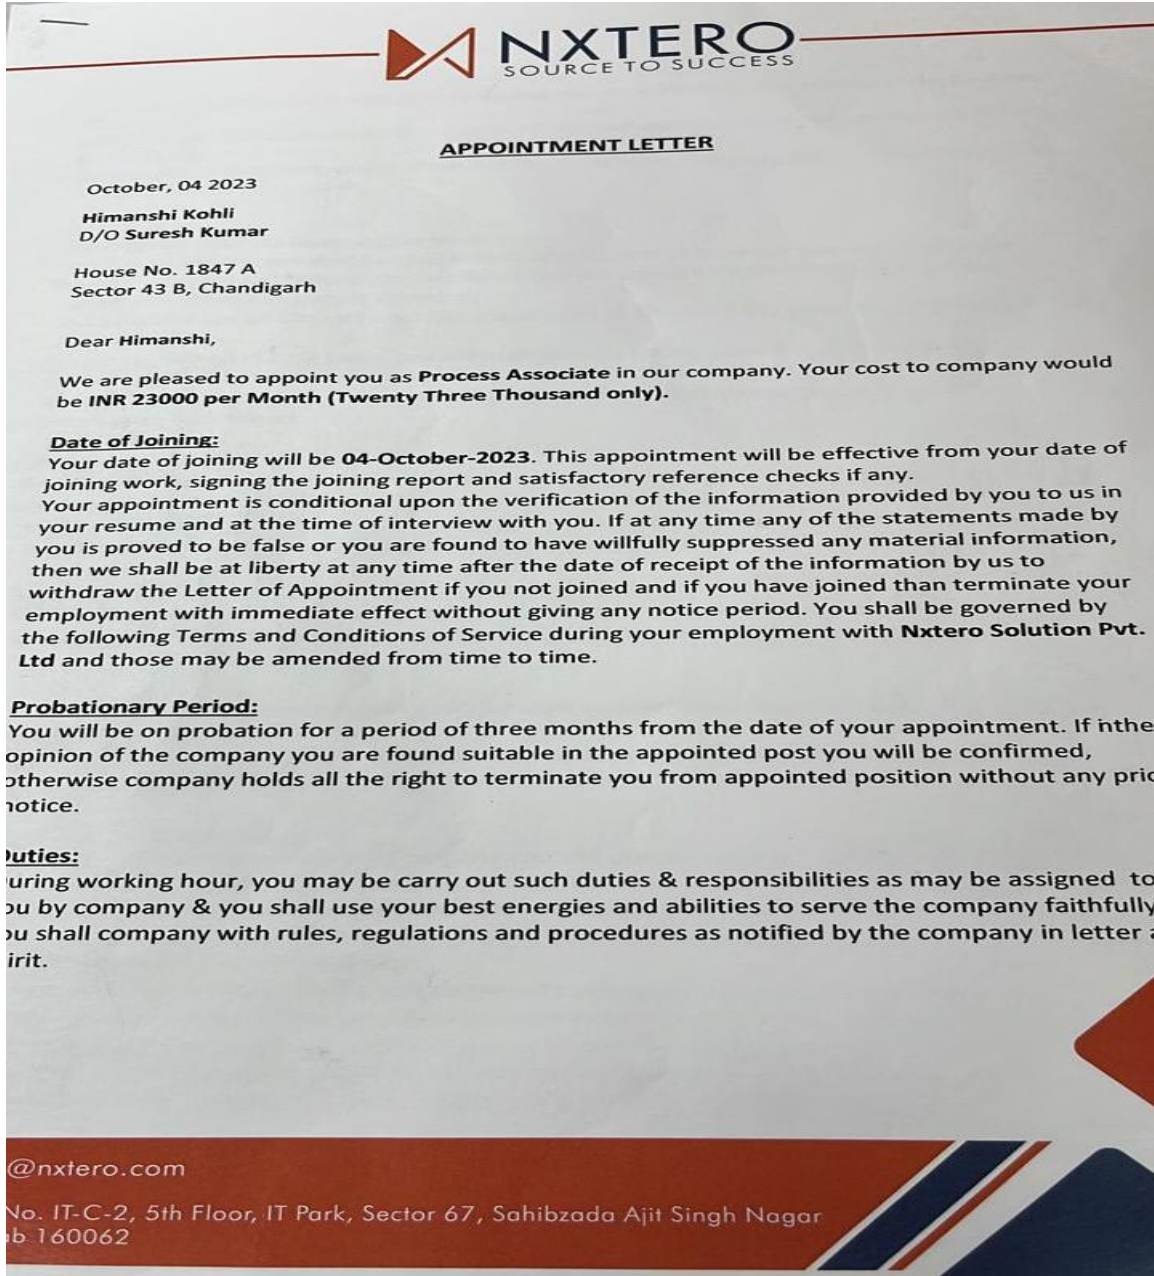 NXTERO
SOURCE TO SUCCESS
APPOINTMENT LETTER
October, 04 2023
Himanshi Kohli
D/O Suresh Kumar
House No. 1847 A
Sector 43 B, Chandigarh
Dear Himanshi,
We are pleased to appoint you as Process Associate in our company. Your cost to company would
be INR 23000 per Month (Twenty Three Thousand only).
Date of Joining:
Your date of joining will be 04-October-2023. This appointment will be effective from your date of
joining work, signing the joining report and satisfactory reference checks if any.
Your appointment is conditional upon the verification of the information provided by you to us in
your resume and at the time of interview with you. If at any time any of the statements made by
you is proved to be false or you are found to have willfully suppressed any material information,
then we shall be at liberty at any time after the date of receipt of the information by us to
withdraw the Letter of Appointment if you not joined and if you have joined than terminate your
employment with immediate effect without giving any notice period. You shall be governed by
the following Terms and Conditions of Service during your employment with Nxtero Solution Pvt.
Ltd and those may be amended from time to time.
Probationary Period:
You will be on probation for a period of three months from the date of your appointment. If inthe
opinion of the company you are found suitable in the appointed post you will be confirmed,
otherwise company holds all the right to terminate you from appointed position without any prio
notice.
Duties:
uring working hour, you may be carry out such duties & responsibilities as may be assigned to
ou by company & you shall use your best energies and abilities to serve the company faithfully
ou shall company with rules, regulations and procedures as notified by the company in letter a
irit.
@nxtero.com
No. IT-C-2, 5th Floor, IT Park, Sector 67, Sahibzada Ajit Singh Nagar
ab 160062